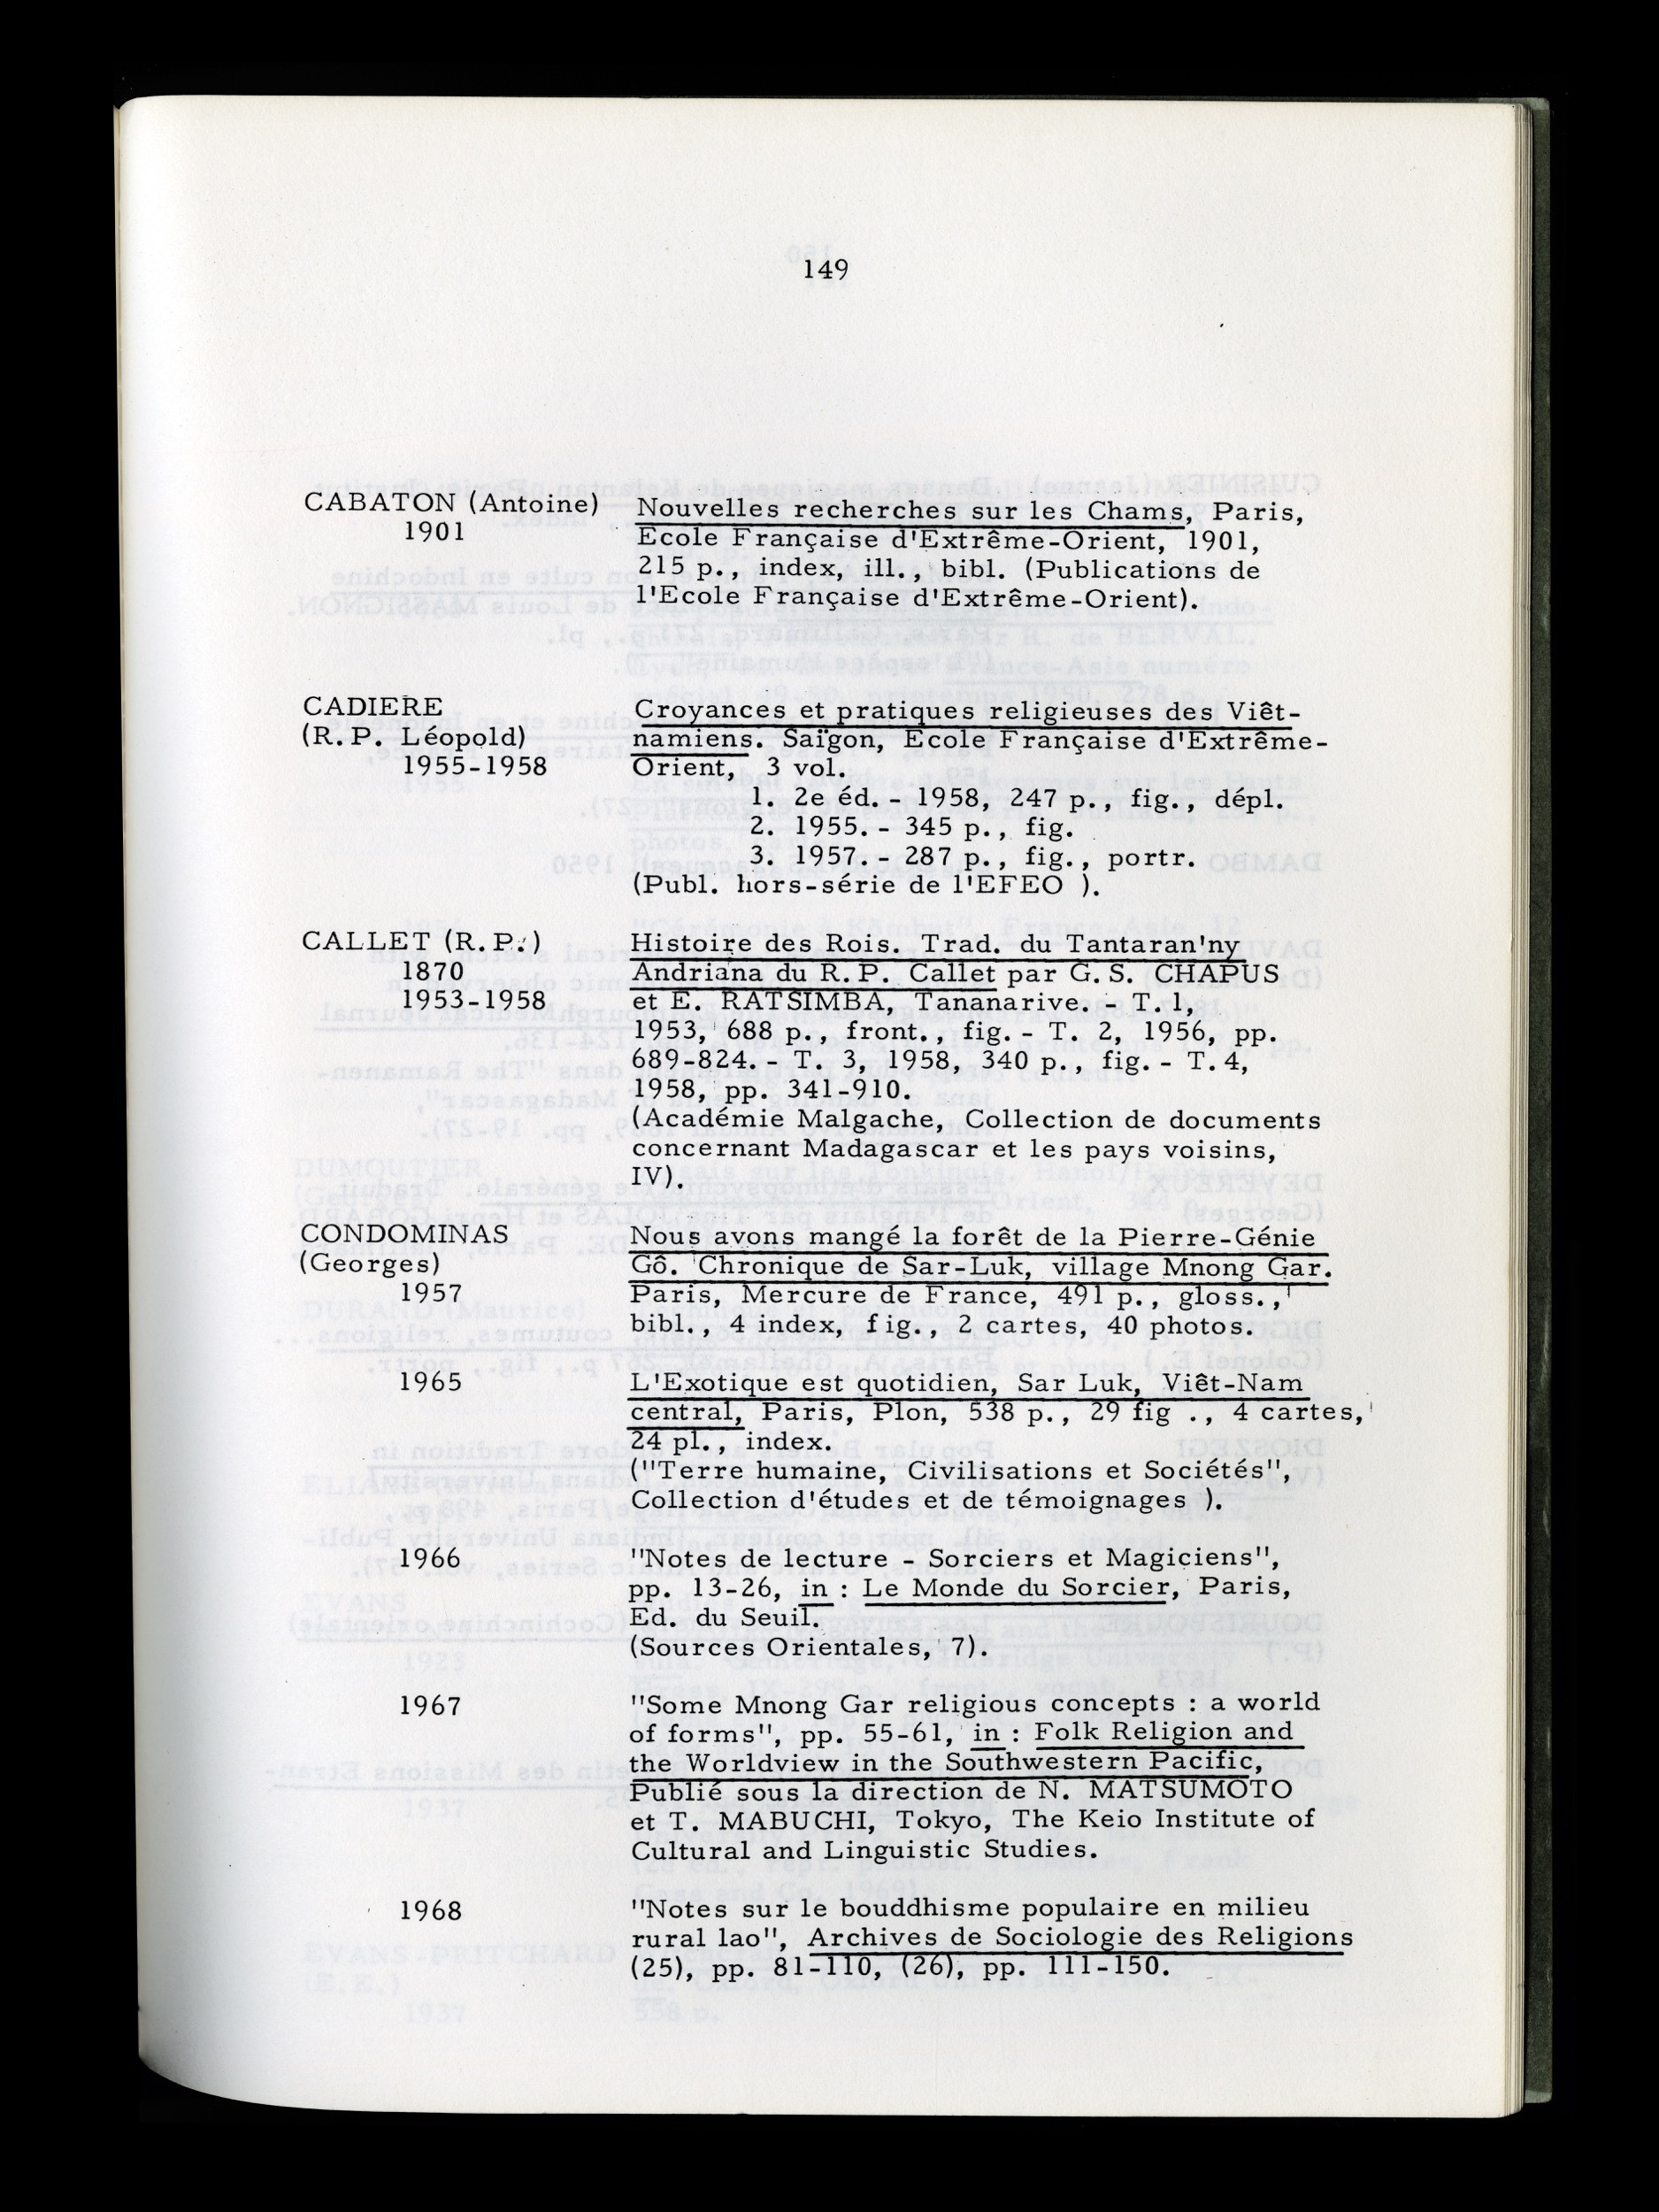 149
CABATON (Antoine)
1901
Nouvelles recherches sur les Chams, Paris,
Ecole Française d'Extrême-Orient, 1901,
215 p., index, ill., bibl. (Publications de
l'Ecole Française d'Extrême-Orient).
CADIERE
(R.P. Léopold)
1955-1958
Croyances et pratiques religieuses des Viêt-
namiens. Saïgon, Ecole Française d'Extrême-
Orient, 3 vol.
1. 2e éd. - 1958, 247 p., fig., dépl.
2. 1955. - 345 p., fig.
3. 1957. - 287 p., fig., portr.
(Publ. hors-série de l'EFEO ).
CALLET (R.P.)
1870
1953-1958
Histoire des Rois. Trad. du Tantaran'ny
Andriana du R.P. Callet par G.S. CHAPUS
et E. RATSIMBA, Tananarive. - T. 1,
1953, 688 p., front., fig. - T. 2, 1956, pp.
689-824. - T. 3, 1958, 340 p., fig. - T. 4,
1958, pp. 341-910.
(Académie Malgache, Collection de documents
concernant Madagascar et les pays voisins,
IV).
CONDOMINAS
(Georges)
1957
Nous avons mangé la forêt de la Pierre-Génie
Gô. Chronique de Sar-Luk, village Mnong Gar.
Paris, Mercure de France, 491 p., gloss.,
bibl., 4 index, fig., 2 cartes, 40 photos.
1965
L'Exotique est quotidien, Sar Luk, Viêt-Nam
central, Paris, Plon, 538 p., 29 fig ., 4 cartes,
24 pl., index.
("Terre humaine, Civilisations et Sociétés",
Collection d'études et de témoignages ).
1966
"Notes de lecture - Sorciers et Magiciens",
pp. 13-26, in : Le Monde du Sorcier, Paris,
Ed. du Seuil.
(Sources Orientales, 7).
1967
"Some Mnong Gar religious concepts : a world
of forms", pp. 55-61, in : Folk Religion and
the Worldview in the Southwestern Pacific,
Publié sous la direction de N. MATSUMOTO
et T. MABUCHI, Tokyo, The Keio Institute of
Cultural and Linguistic Studies.
1968
"Notes sur le bouddhisme populaire en milieu
rural lao", Archives de Sociologie des Religions
(25), pp. 81-110, (26), pp. 111-150.